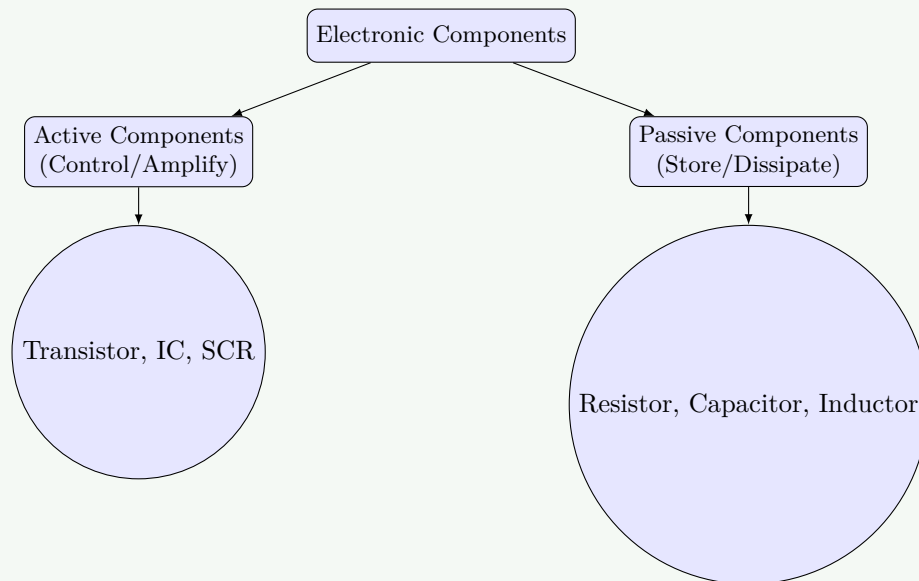 Electronic Components
Active Components
(Control/Amplify)
Passive Components
(Store/Dissipate)
Transistor, IC, SCR
Resistor, Capacitor, Inductor